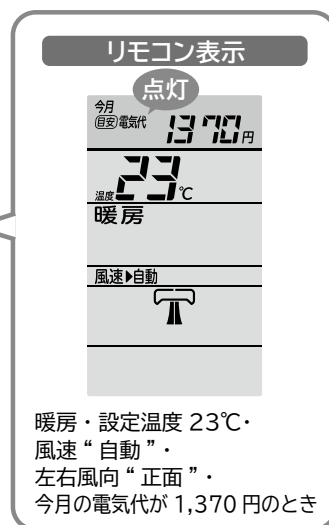 リモコン表示
点灯
今月
目安電気代 1370円
温度23℃
暖房
風速▶自動
暖房・設定温度 23℃・
風速 “ 自動 ”・
左右風向 “ 正面 ”・
今月の電気代が 1,370 円のとき